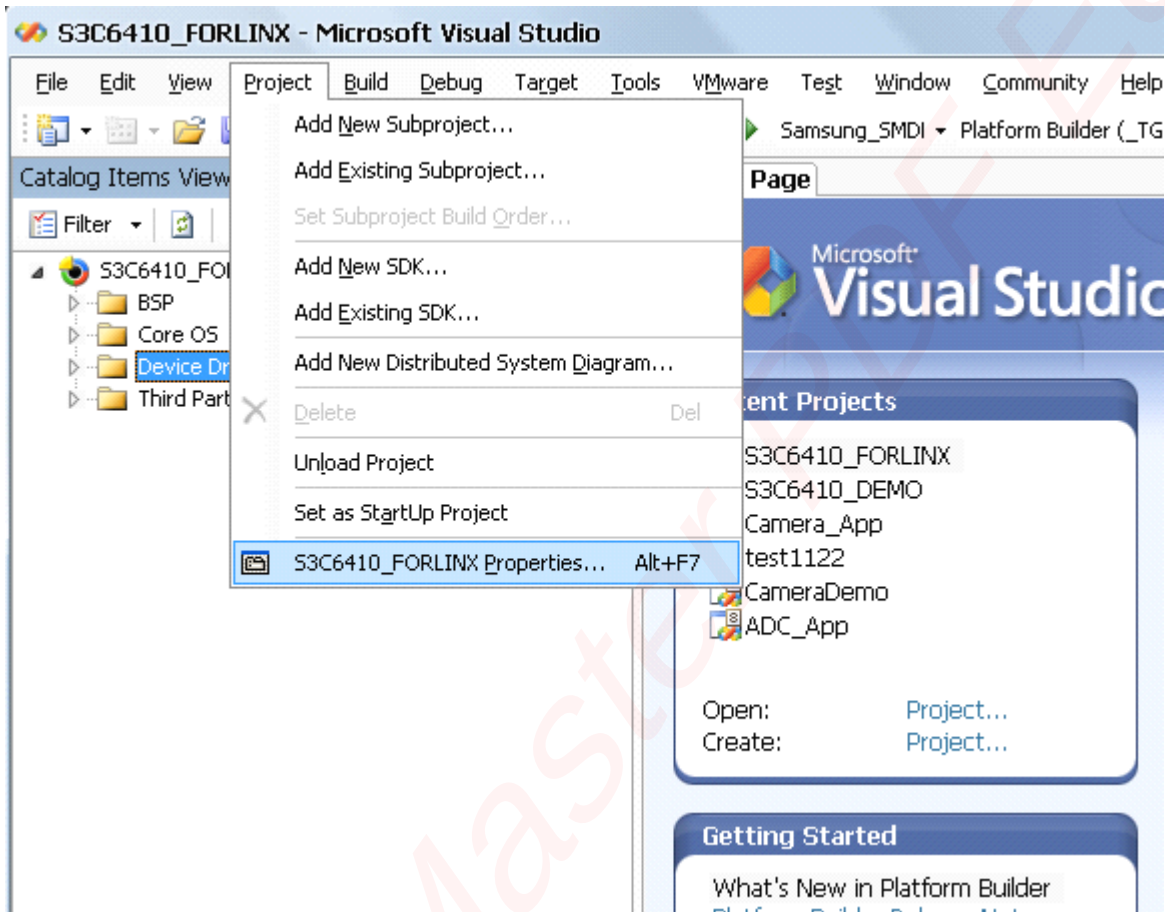 S3C6410_FORLINX - Microsoft Visual Studio
File Edit View Project Build Debug Target Tools VMware Test Window Community Help
Samsung_SMDI Platform Builder (_TG
Catalog Items View
Page
Filter
S3C6410_FOI
BSP
Core OS
Device Dr
Third Part
Add New Subproject...
Add Existing Subproject...
Set Subproject Build Order...
Add New SDK...
Add Existing SDK...
Add New Distributed System Diagram...
Delete Del
Unload Project
Set as StartUp Project
S3C6410_FORLINX Properties... Alt+F7
Microsoft
Visual Studio
ent Projects
S3C6410_FORLINX
S3C6410_DEMO
Camera_App
test1122
CameraDemo
ADC_App
Open: Project...
Create: Project...
Getting Started
What's New in Platform Builder
Master PDF